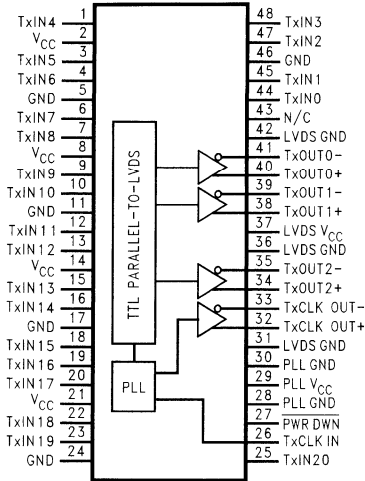 TxIN4 1 48 TxIN3
VCC 2 47 TxIN2
TxIN5 3 46 GND
TxIN6 4 45 TxIN1
GND 5 44 TxIN0
TxIN7 6 43 N/C
TxIN8 7 42 LVDS GND
VCC 8 41 TxOUT0-
TxIN9 9 40 TxOUT0+
TxIN10 10 39 TxOUT1-
GND 11 38 TxOUT1+
TxIN11 12 37 LVDS VCC
TxIN12 13 36 LVDS GND
VCC 14 35 TxOUT2-
TxIN13 15 34 TxOUT2+
TxIN14 16 33 TxCLK OUT-
GND 17 32 TxCLK OUT+
TxIN15 18 31 LVDS GND
TxIN16 19 30 PLL GND
TxIN17 20 29 PLL VCC
VCC 21 28 PLL GND
TxIN18 22 27 PWR DWN
TxIN19 23 26 TxCLK IN
GND 24 25 TxIN20
TTL PARALLEL-TO-LVDS
PLL